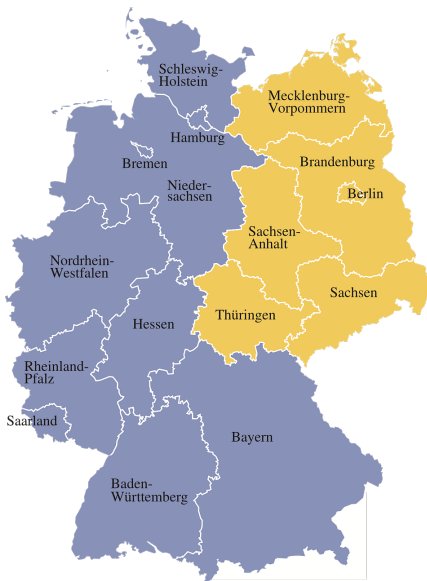 Schleswig-
Holstein
Mecklenburg-
Vorpommern
Hamburg
Bremen
Brandenburg
Berlin
Nieder-
sachsen
Sachsen-
Anhalt
Nordrhein-
Westfalen
Sachsen
Thüringen
Hessen
Rheinland-
Pfalz
Saarland
Bayern
Baden-
Württemberg